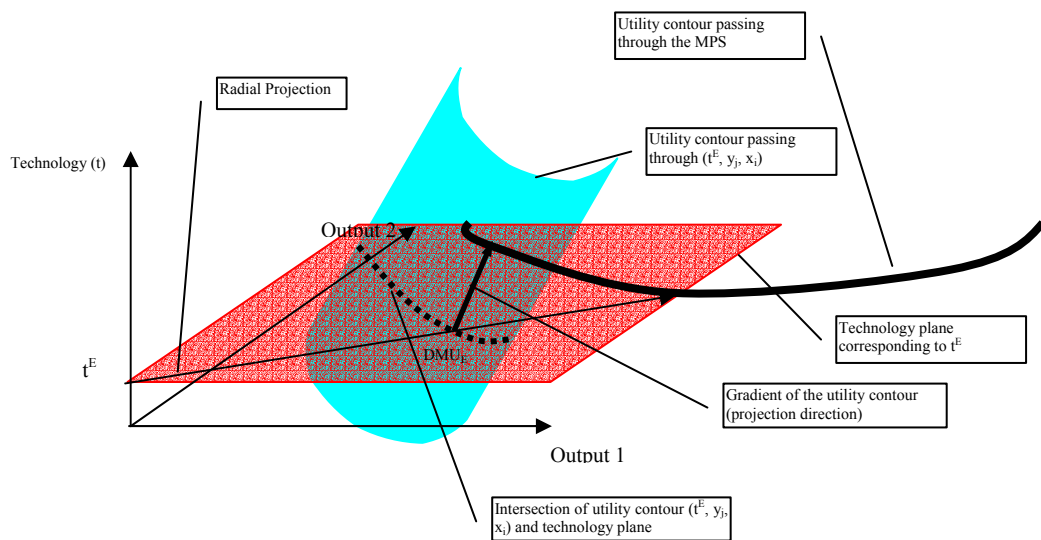 Utility contour passing
through the MPS
Radial Projection
Utility contour passing
through (t^E, y_j, x_i)
Technology (t)
Output 2
Technology plane
corresponding to t^E
DMU_E
t^E
Gradient of the utility contour
(projection direction)
Output 1
Intersection of utility contour (t^E, y_j,
x_i) and technology plane